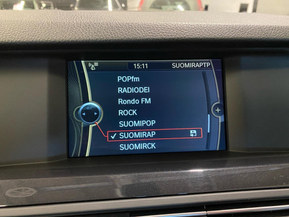 15:11 SUOMIRAPTP
POPfm
RADIODEI
Rondo FM
ROCK
SUOMIPOP
✓ SUOMIRAP
SUOMIRCK
+